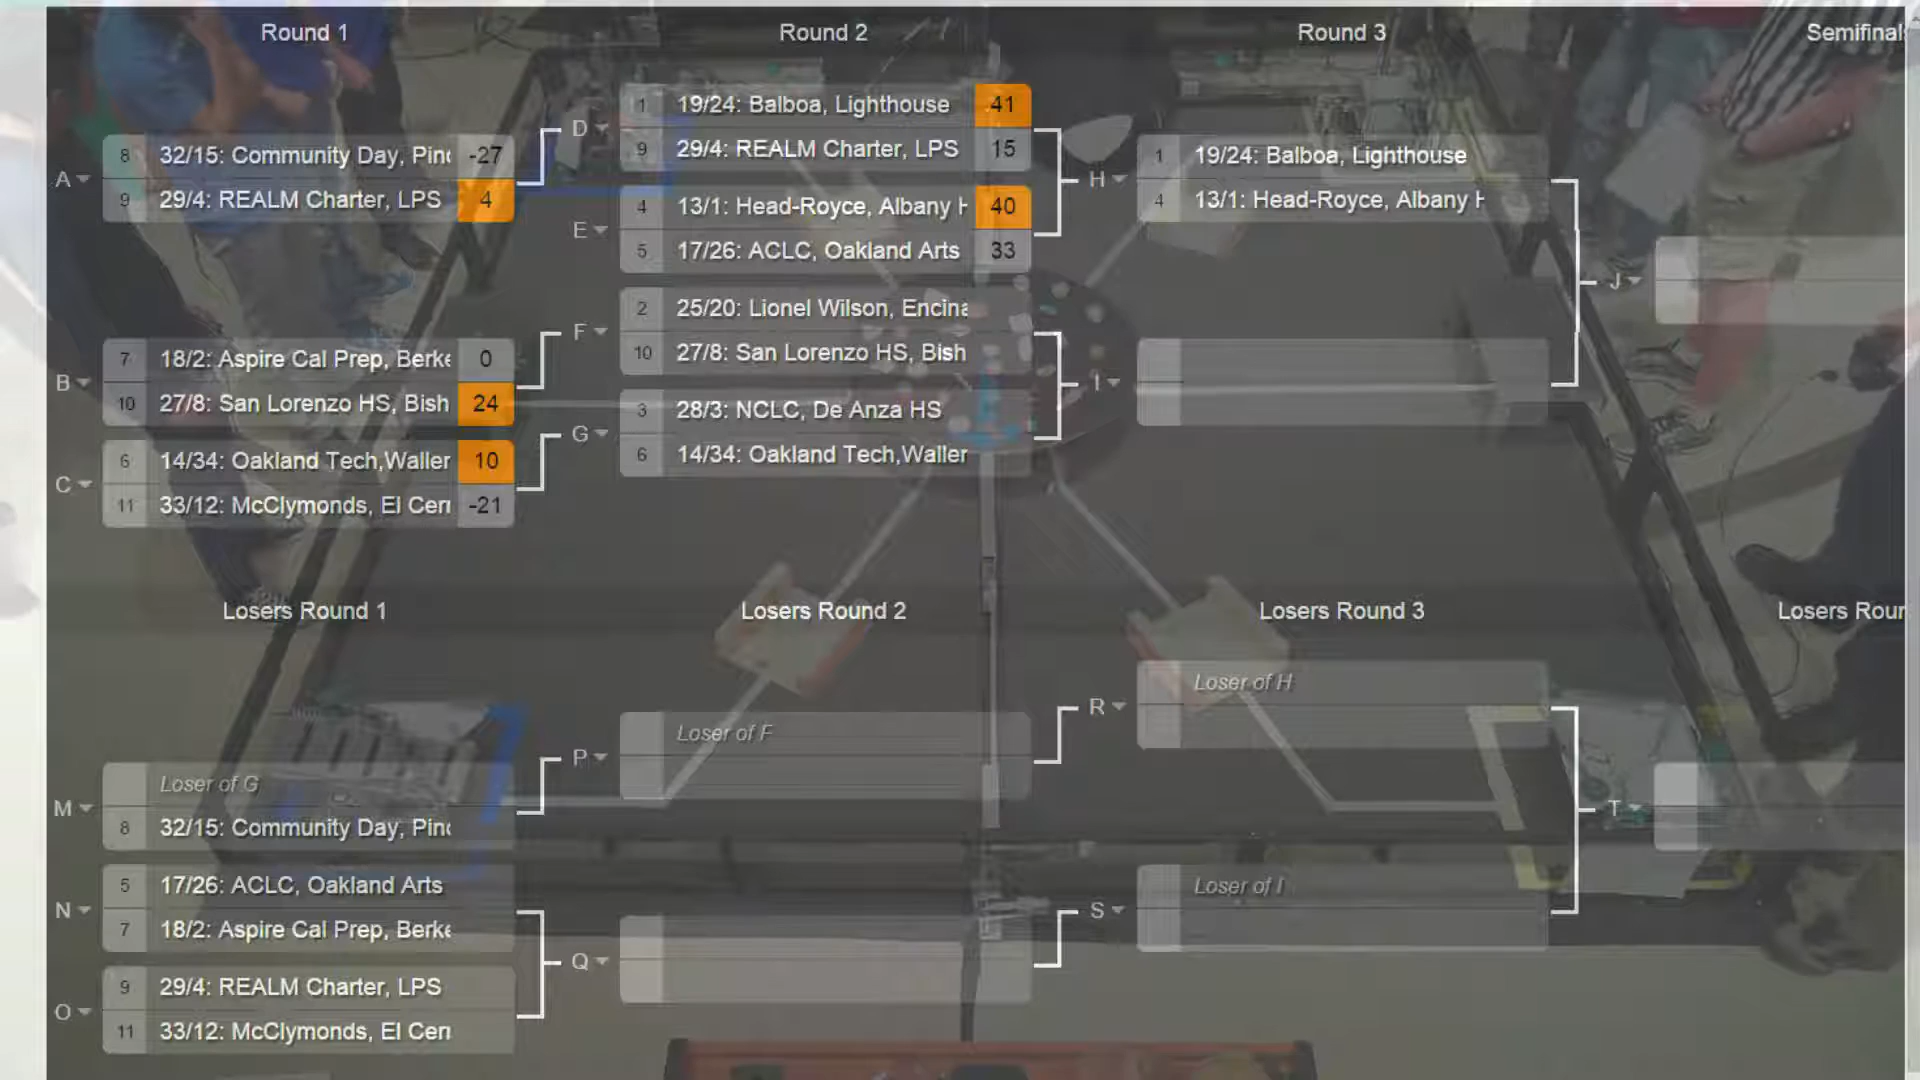 Round 1
Round 2
Round 3
Semifinal
A
8 32/15: Community Day, Pin -27
9 29/4: REALM Charter, LPS 4
B
7 18/2: Aspire Cal Prep, Berke 0
10 27/8: San Lorenzo HS, Bish 24
C
6 14/34: Oakland Tech,Waller 10
11 33/12: McClymonds, El Cerr -21
D
1 19/24: Balboa, Lighthouse 41
9 29/4: REALM Charter, LPS 15
E
4 13/1: Head-Royce, Albany H 40
5 17/26: ACLC, Oakland Arts 33
F
2 25/20: Lionel Wilson, Encina
10 27/8: San Lorenzo HS, Bish
G
3 28/3: NCLC, De Anza HS
6 14/34: Oakland Tech,Waller
H
1 19/24: Balboa, Lighthouse
4 13/1: Head-Royce, Albany H
I
J
Losers Round 1
Losers Round 2
Losers Round 3
Losers Roun
M
Loser of G
8 32/15: Community Day, Pin
N
5 17/26: ACLC, Oakland Arts
7 18/2: Aspire Cal Prep, Berke
O
9 29/4: REALM Charter, LPS
11 33/12: McClymonds, El Cerr
P
Loser of F
Q
R
Loser of H
S
Loser of I
T